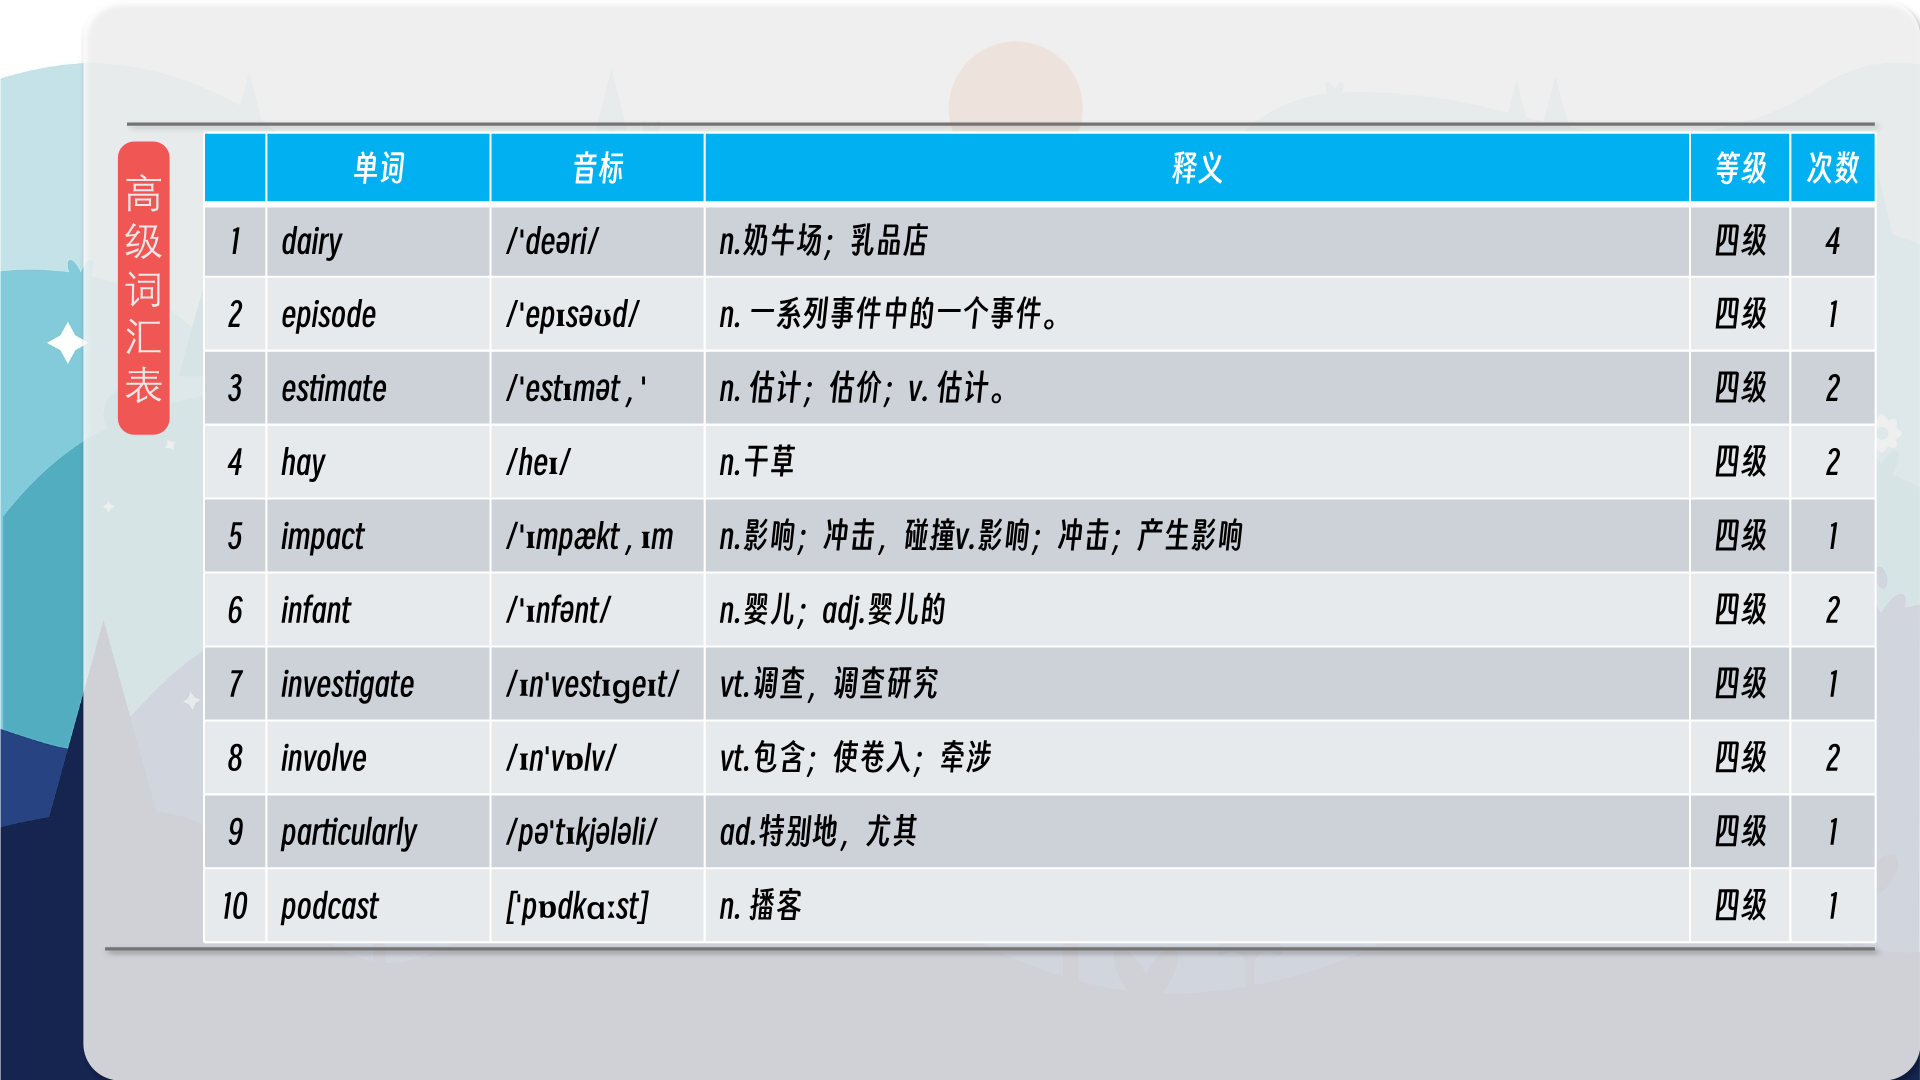 高级词汇表
单词 音标 释义 等级 次数
1 dairy /'deəri/ n.奶牛场；乳品店 四级 4
2 episode /'epɪsəʊd/ n. 一系列事件中的一个事件。 四级 1
3 estimate /'estɪmət , ' n. 估计；估价；v. 估计。 四级 2
4 hay /heɪ/ n.干草 四级 2
5 impact /'ɪmpækt , ɪm n.影响；冲击，碰撞v.影响；冲击；产生影响 四级 1
6 infant /'ɪnfənt/ n.婴儿；adj.婴儿的 四级 2
7 investigate /ɪn'vestɪɡeɪt/ vt.调查，调查研究 四级 1
8 involve /ɪn'vɒlv/ vt.包含；使卷入；牵涉 四级 2
9 particularly /pə'tɪkjələli/ ad.特别地，尤其 四级 1
10 podcast ['pɒdkɑːst] n. 播客 四级 1